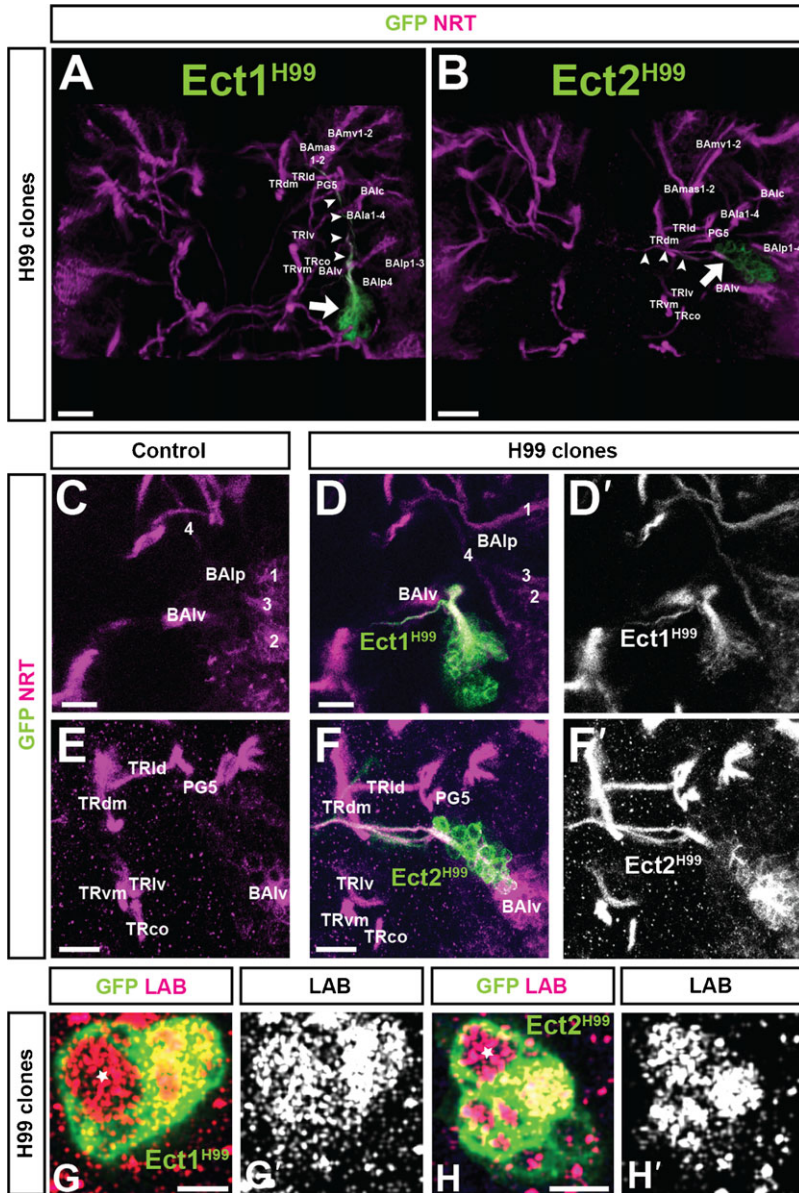 GFP NRT
H99 clones
A
Ect1H99
BAmv1-2
BAmas
1-2
TRld
TRdm
PG5
BAlc
BAla1-4
TRlv
TRco
TRvm
BAlv
BAlp1-3
BAlp4
B
Ect2H99
BAmv1-2
BAmas1-2
BAlc
BAla1-4
TRld
PG5
TRdm
BAlp1-4
BAlv
TRlv
TRvm
TRco
Control
H99 clones
GFP NRT
C
4
BAlp
1
3
BAlv
2
D
1
BAlp
4
3
2
BAlv
Ect1H99
D′
Ect1H99
E
TRld
PG5
TRdm
TRlv
TRvm
BAlv
TRco
F
TRld
PG5
TRdm
Ect2H99
TRlv
BAlv
TRvm
TRco
F′
Ect2H99
GFP LAB
LAB
GFP LAB
LAB
H99 clones
Ect1H99
G
G′
Ect2H99
H
H′